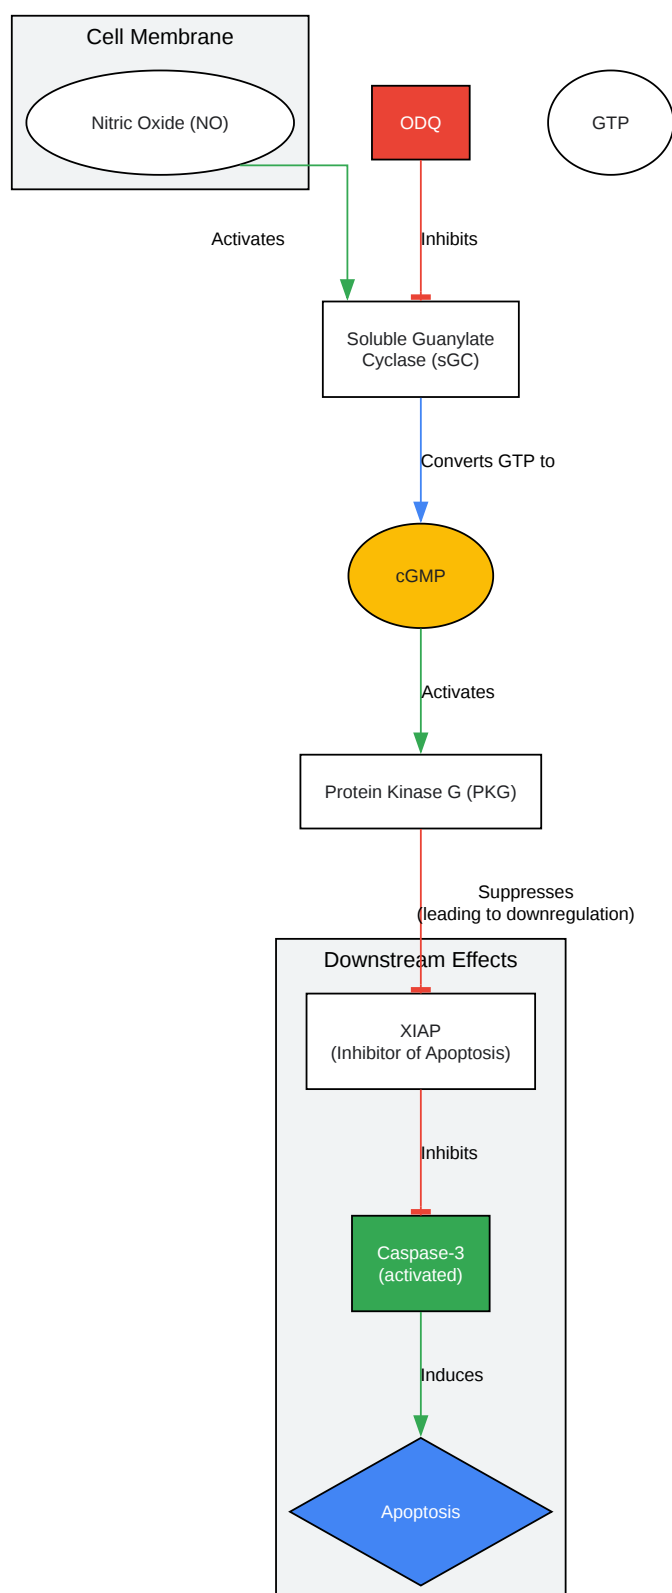 Cell Membrane
Nitric Oxide (NO)
ODQ
GTP
Activates
Inhibits
Soluble Guanylate
Cyclase (sGC)
Converts GTP to
cGMP
Activates
Protein Kinase G (PKG)
Suppresses
(leading to downregulation)
Downstream Effects
XIAP
(Inhibitor of Apoptosis)
Inhibits
Caspase-3
(activated)
Induces
Apoptosis